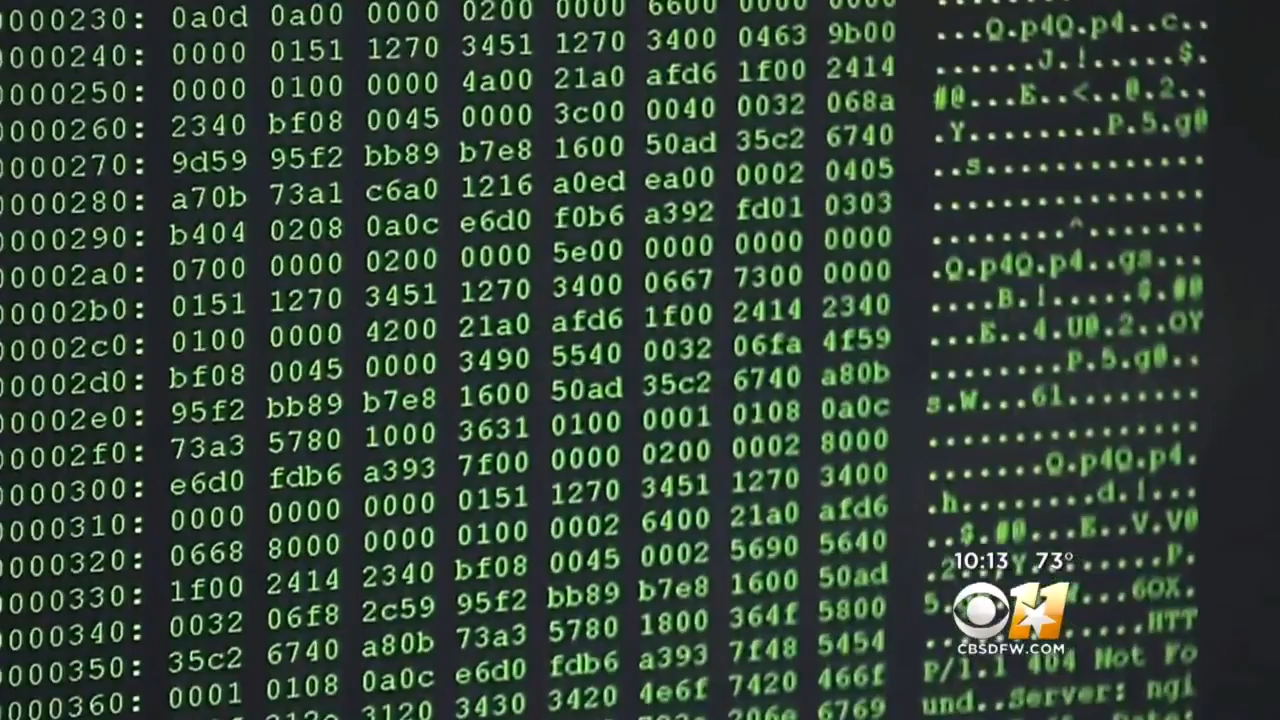 0000230: 0a0d 0a00 0000 0200 0000 6600 0000 0000
0000240: 0000 0151 1270 3451 1270 3400 0463 9b00 ...Q.p4Q.p4..c..
0000250: 0000 0100 0000 4a00 21a0 afd6 1f00 2414 ......J.!.....$.
0000260: 2340 bf08 0045 0000 3c00 0040 0032 068a #@...E..<..@.2..
0000270: 9d59 95f2 bb89 b7e8 1600 50ad 35c2 6740 .Y........P.5.g@
0000280: a70b 73a1 c6a0 1216 a0ed ea00 0002 0405 ..s.............
0000290: b404 0208 0a0c e6d0 f0b6 a392 fd01 0303 ................
00002a0: 0700 0000 0200 0000 5e00 0000 0000 0000 ........^.......
00002b0: 0151 1270 3451 1270 3400 0667 7300 0000 .Q.p4Q.p4..gs...
00002c0: 0100 0000 4200 21a0 afd6 1f00 2414 2340 ....B.!.....$.#@
00002d0: bf08 0045 0000 3490 5540 0032 06fa 4f59 ...E..4.U@.2..OY
00002e0: 95f2 bb89 b7e8 1600 50ad 35c2 6740 a80b ........P.5.g@..
00002f0: 73a3 5780 1000 3631 0100 0001 0108 0a0c s.W...61........
0000300: e6d0 fdb6 a393 7f00 0000 0200 0002 8000 ................
0000310: 0000 0000 0000 0151 1270 3451 1270 3400 .......Q.p4Q.p4.
0000320: 0668 8000 0000 0100 0002 6400 21a0 afd6 .h........d.!...
0000330: 1f00 2414 2340 bf08 0045 0002 5690 5640 ..$.#@...E..V.V@
0000340: 0032 06f8 2c59 95f2 bb89 b7e8 1600 50ad .2..,Y........P.
0000350: 35c2 6740 a80b 73a3 5780 1800 364f 5800 5. ...6OX.
0000360: 0001 0108 0a0c e6d0 fdb6 a393 7f48 5454 .............HTT
3120 3430 3420 4e6f 7420 466f P/1.1 404 Not Fo
206e 6769 und..Server: ngi
10:13 73°
11
CBSDFW.COM